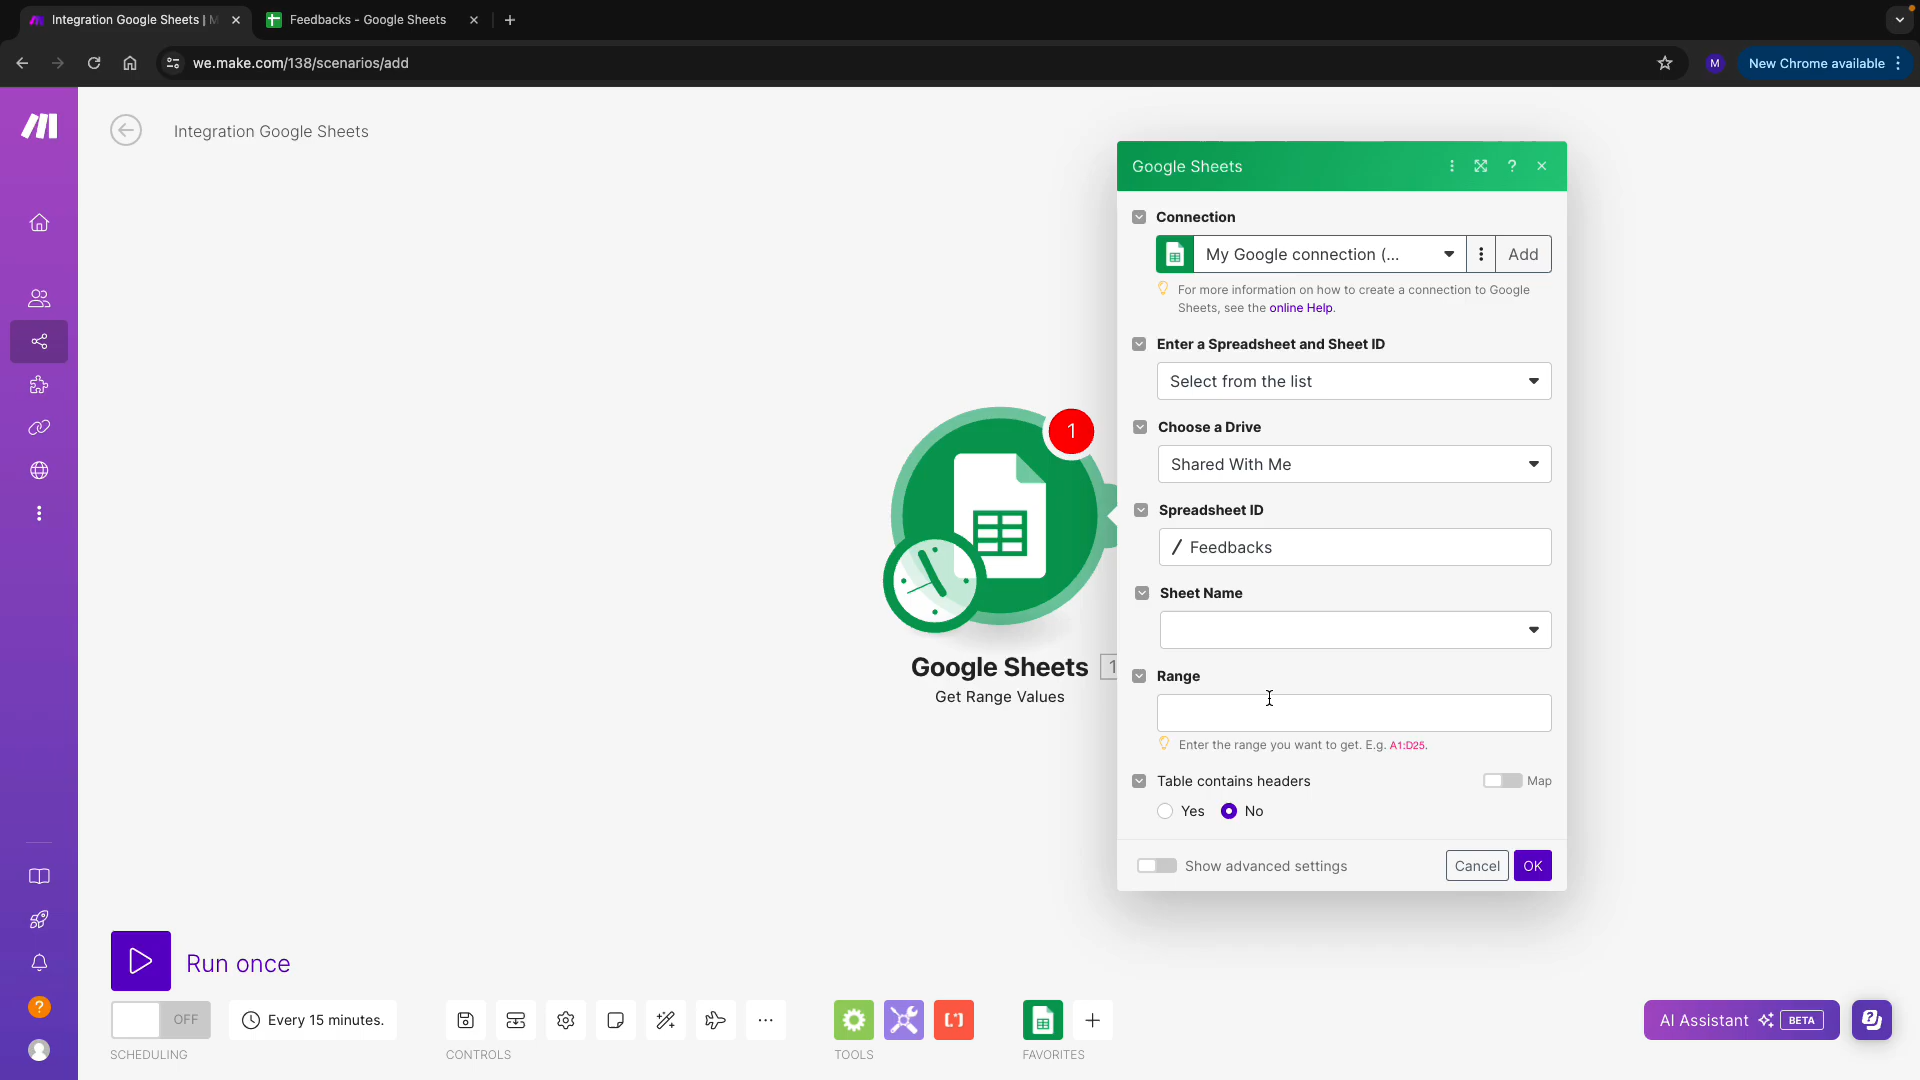 Integration Google Sheets | M
Feedbacks - Google Sheets
we.make.com/138/scenarios/add
M
New Chrome available
Integration Google Sheets
Google Sheets
?
Connection
My Google connection (...
Add
For more information on how to create a connection to Google
Sheets, see the online Help.
Enter a Spreadsheet and Sheet ID
Select from the list
Choose a Drive
Shared With Me
Spreadsheet ID
/ Feedbacks
Sheet Name
Range
Enter the range you want to get. E.g. A1:D25.
Table contains headers
Map
Yes
No
Show advanced settings
Cancel
OK
1
Google Sheets
1
Get Range Values
Run once
OFF
Every 15 minutes.
SCHEDULING
CONTROLS
TOOLS
FAVORITES
AI Assistant
BETA
?
?